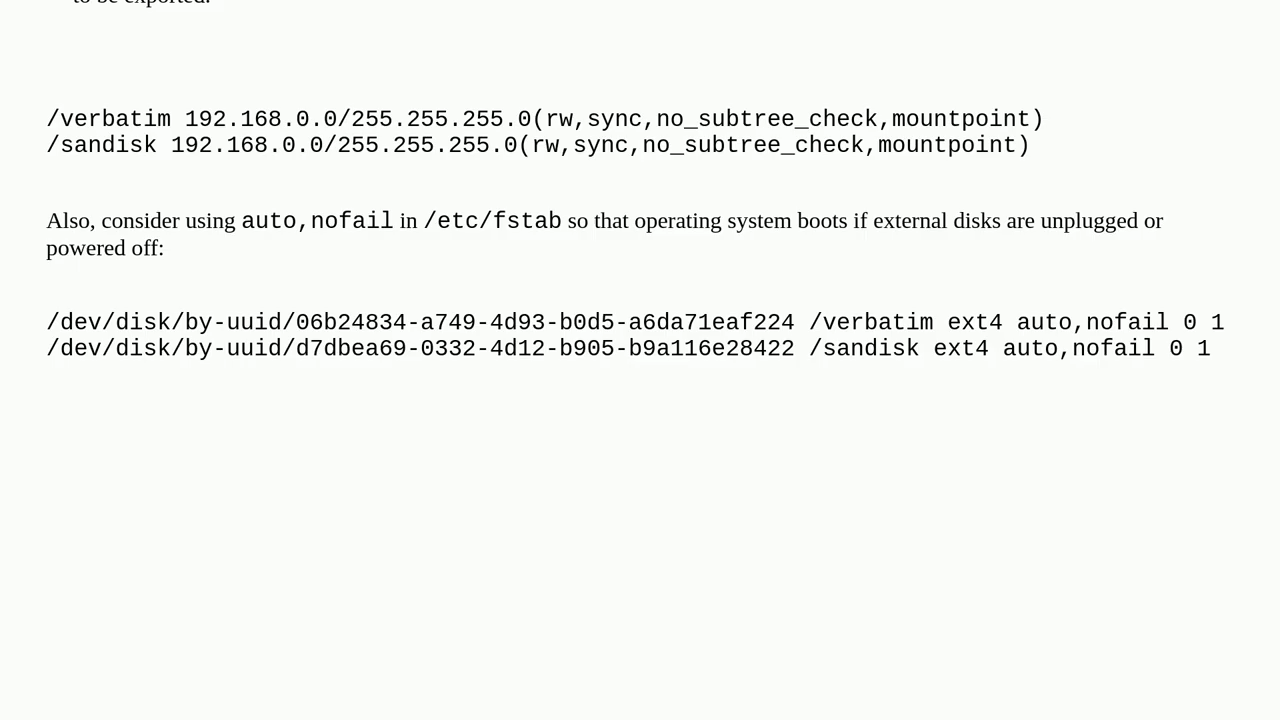 to be exported.
/verbatim 192.168.0.0/255.255.255.0(rw,sync,no_subtree_check,mountpoint)
/sandisk 192.168.0.0/255.255.255.0(rw,sync,no_subtree_check,mountpoint)
Also, consider using auto,nofail in /etc/fstab so that operating system boots if external disks are unplugged or
powered off:
/dev/disk/by-uuid/06b24834-a749-4d93-b0d5-a6da71eaf224 /verbatim ext4 auto,nofail 0 1
/dev/disk/by-uuid/d7dbea69-0332-4d12-b905-b9a116e28422 /sandisk ext4 auto,nofail 0 1